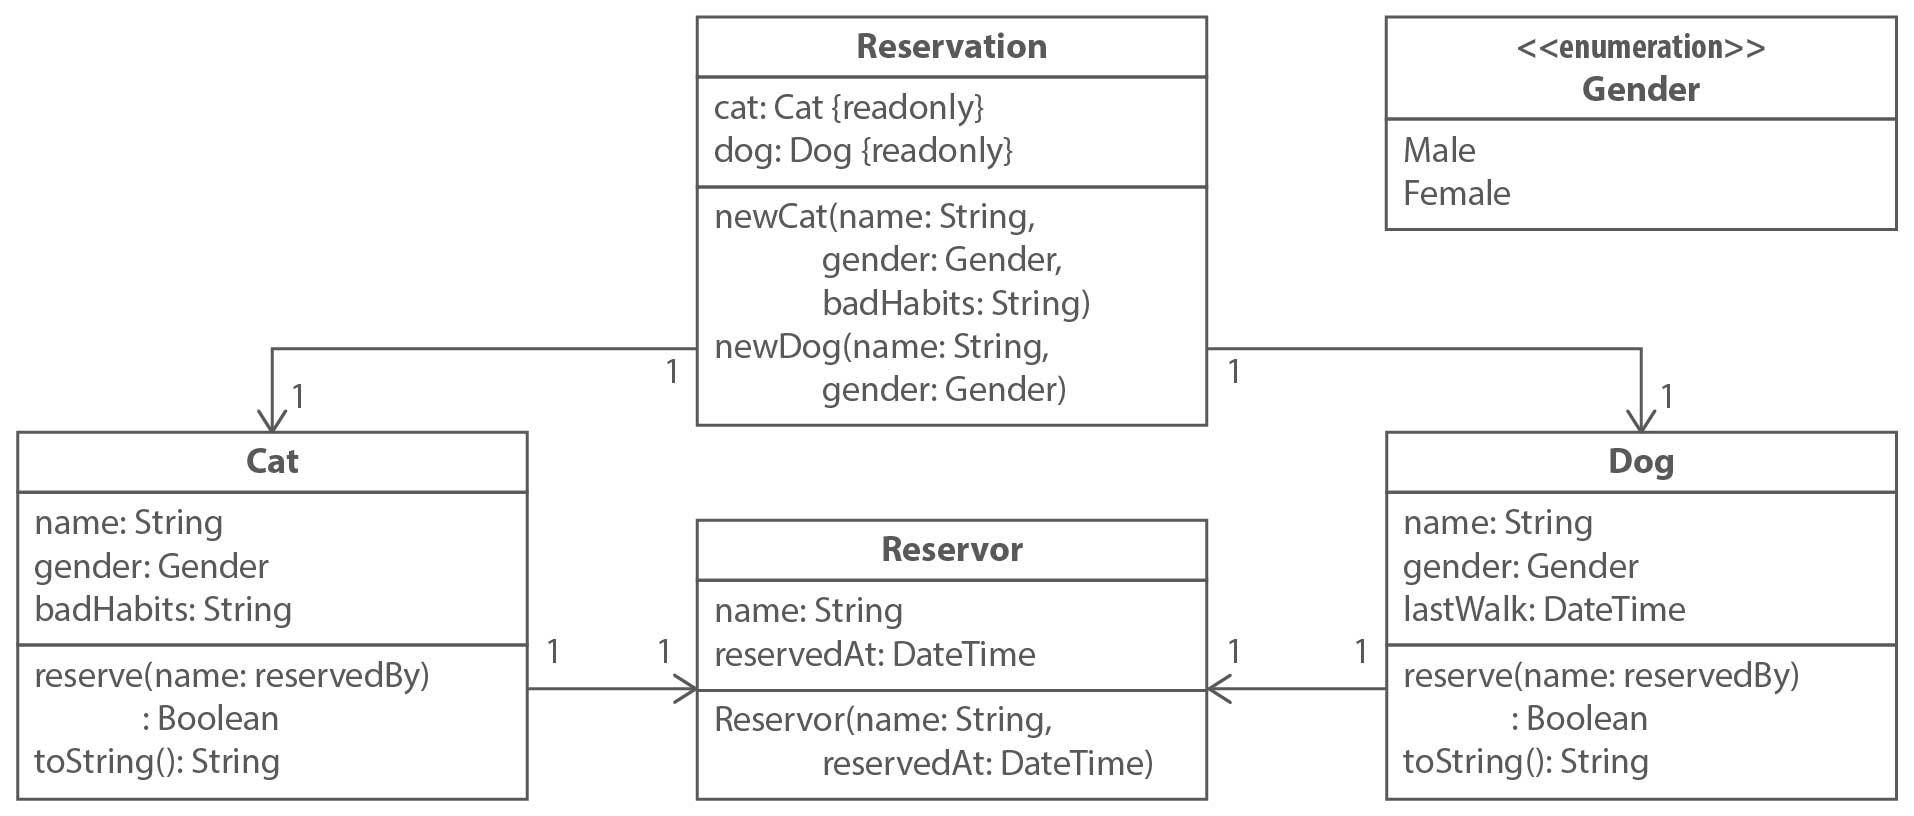 Reservation
cat: Cat {readonly}
dog: Dog {readonly}
newCat(name: String,
gender: Gender,
badHabits: String)
newDog(name: String,
gender: Gender)
<<enumeration>>
Gender
Male
Female
1
1
1
1
Cat
name: String
gender: Gender
badHabits: String
reserve(name: reservedBy)
: Boolean
toString(): String
1
1
Reservor
name: String
reservedAt: DateTime
Reservor(name: String,
reservedAt: DateTime)
1
1
Dog
name: String
gender: Gender
lastWalk: DateTime
reserve(name: reservedBy)
: Boolean
toString(): String